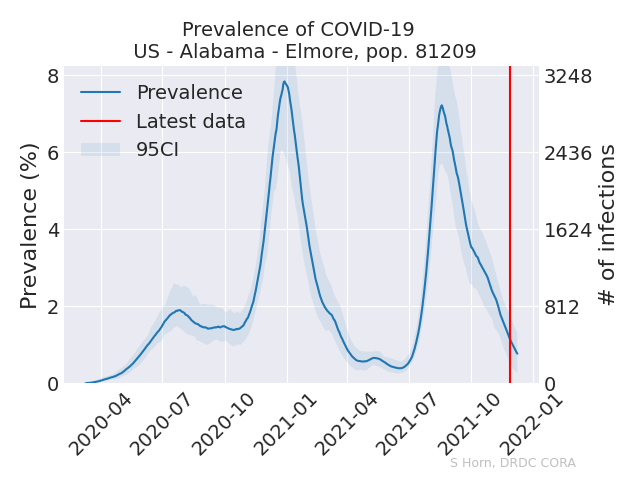 Prevalence of COVID-19
US - Alabama - Elmore, pop. 81209
Prevalence
Latest data
95CI
Prevalence (%)
8
6
4
2
0
3248
2436
1624
812
0
# of infections
2020-04
2020-07
2020-10
2021-01
2021-04
2021-07
2021-10
2022-01
S Horn, DRDC CORA